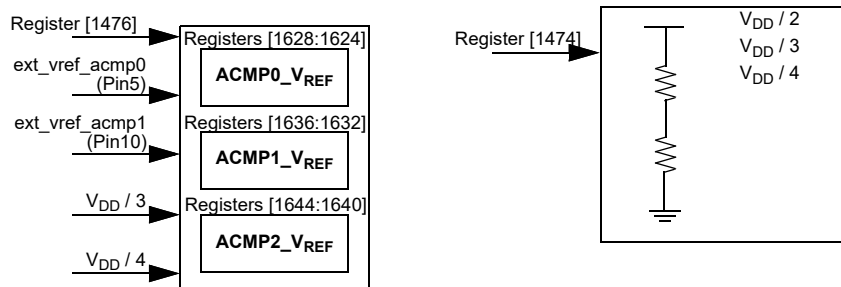 Register [1476]
ext_vref_acmp0
(Pin5)
ext_vref_acmp1
(Pin10)
VDD / 3
VDD / 4
Registers [1628:1624]
ACMP0_VREF
Registers [1636:1632]
ACMP1_VREF
Registers [1644:1640]
ACMP2_VREF
Register [1474]
VDD / 2
VDD / 3
VDD / 4